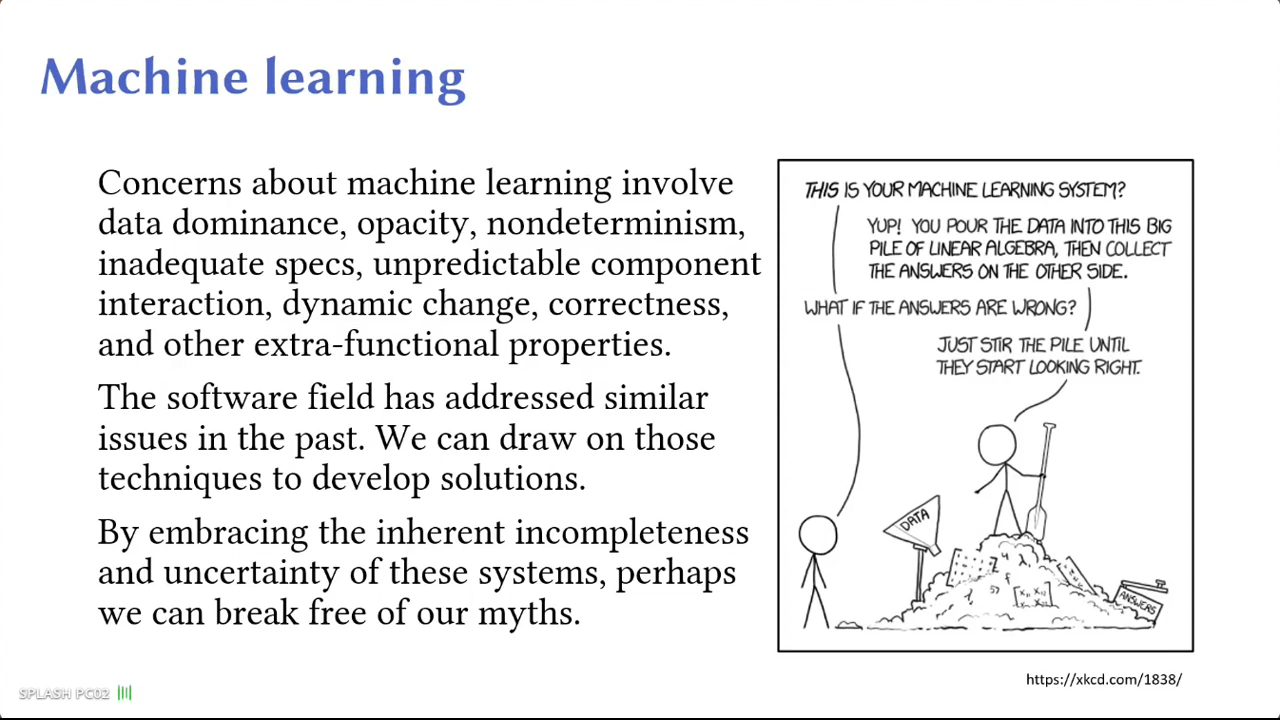 Machine learning
Concerns about machine learning involve
data dominance, opacity, nondeterminism,
inadequate specs, unpredictable component
interaction, dynamic change, correctness,
and other extra-functional properties.
The software field has addressed similar
issues in the past. We can draw on those
techniques to develop solutions.
By embracing the inherent incompleteness
and uncertainty of these systems, perhaps
we can break free of our myths.
THIS IS YOUR MACHINE LEARNING SYSTEM?
YUP! YOU POUR THE DATA INTO THIS BIG
PILE OF LINEAR ALGEBRA, THEN COLLECT
THE ANSWERS ON THE OTHER SIDE.
WHAT IF THE ANSWERS ARE WRONG?
JUST STIR THE PILE UNTIL
THEY START LOOKING RIGHT.
DATA
ANSWERS
https://xkcd.com/1838/
SPLASH PC02